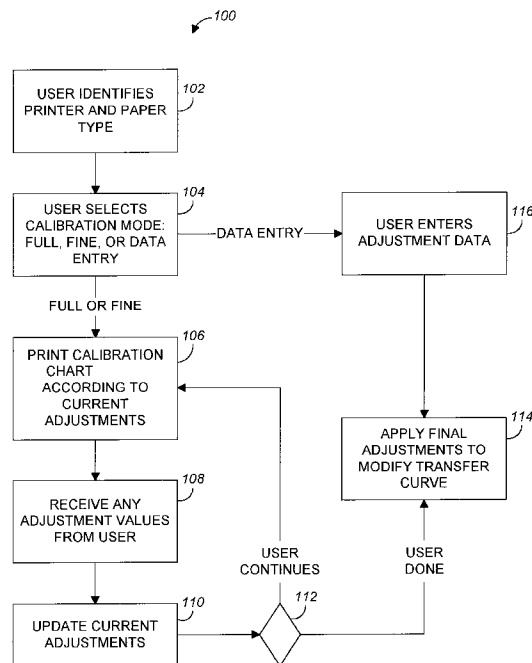 100
102
USER IDENTIFIES
PRINTER AND PAPER
TYPE
104
USER SELECTS
CALIBRATION MODE:
FULL, FINE, OR DATA
ENTRY
DATA ENTRY
116
USER ENTERS
ADJUSTMENT DATA
FULL OR FINE
106
PRINT CALIBRATION
CHART
ACCORDING TO
CURRENT
ADJUSTMENTS
114
APPLY FINAL
ADJUSTMENTS TO
MODIFY TRANSFER
CURVE
108
RECEIVE ANY
ADJUSTMENT VALUES
FROM USER
USER
CONTINUES
USER
DONE
110
UPDATE CURRENT
ADJUSTMENTS
112